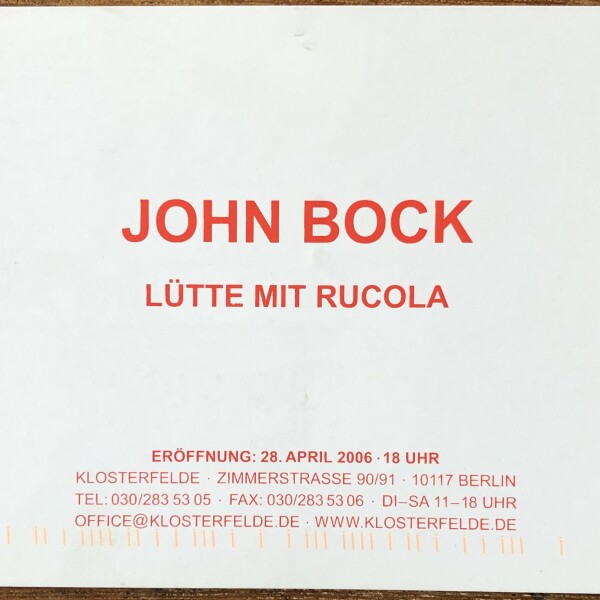 JOHN BOCK
LÜTTE MIT RUCOLA
ERÖFFNUNG: 28. APRIL 2006 · 18 UHR
KLOSTERFELDE · ZIMMERSTRASSE 90/91 · 10117 BERLIN
TEL: 030/283 53 05 · FAX: 030/283 53 06 · DI–SA 11–18 UHR
OFFICE@KLOSTERFELDE.DE · WWW.KLOSTERFELDE.DE